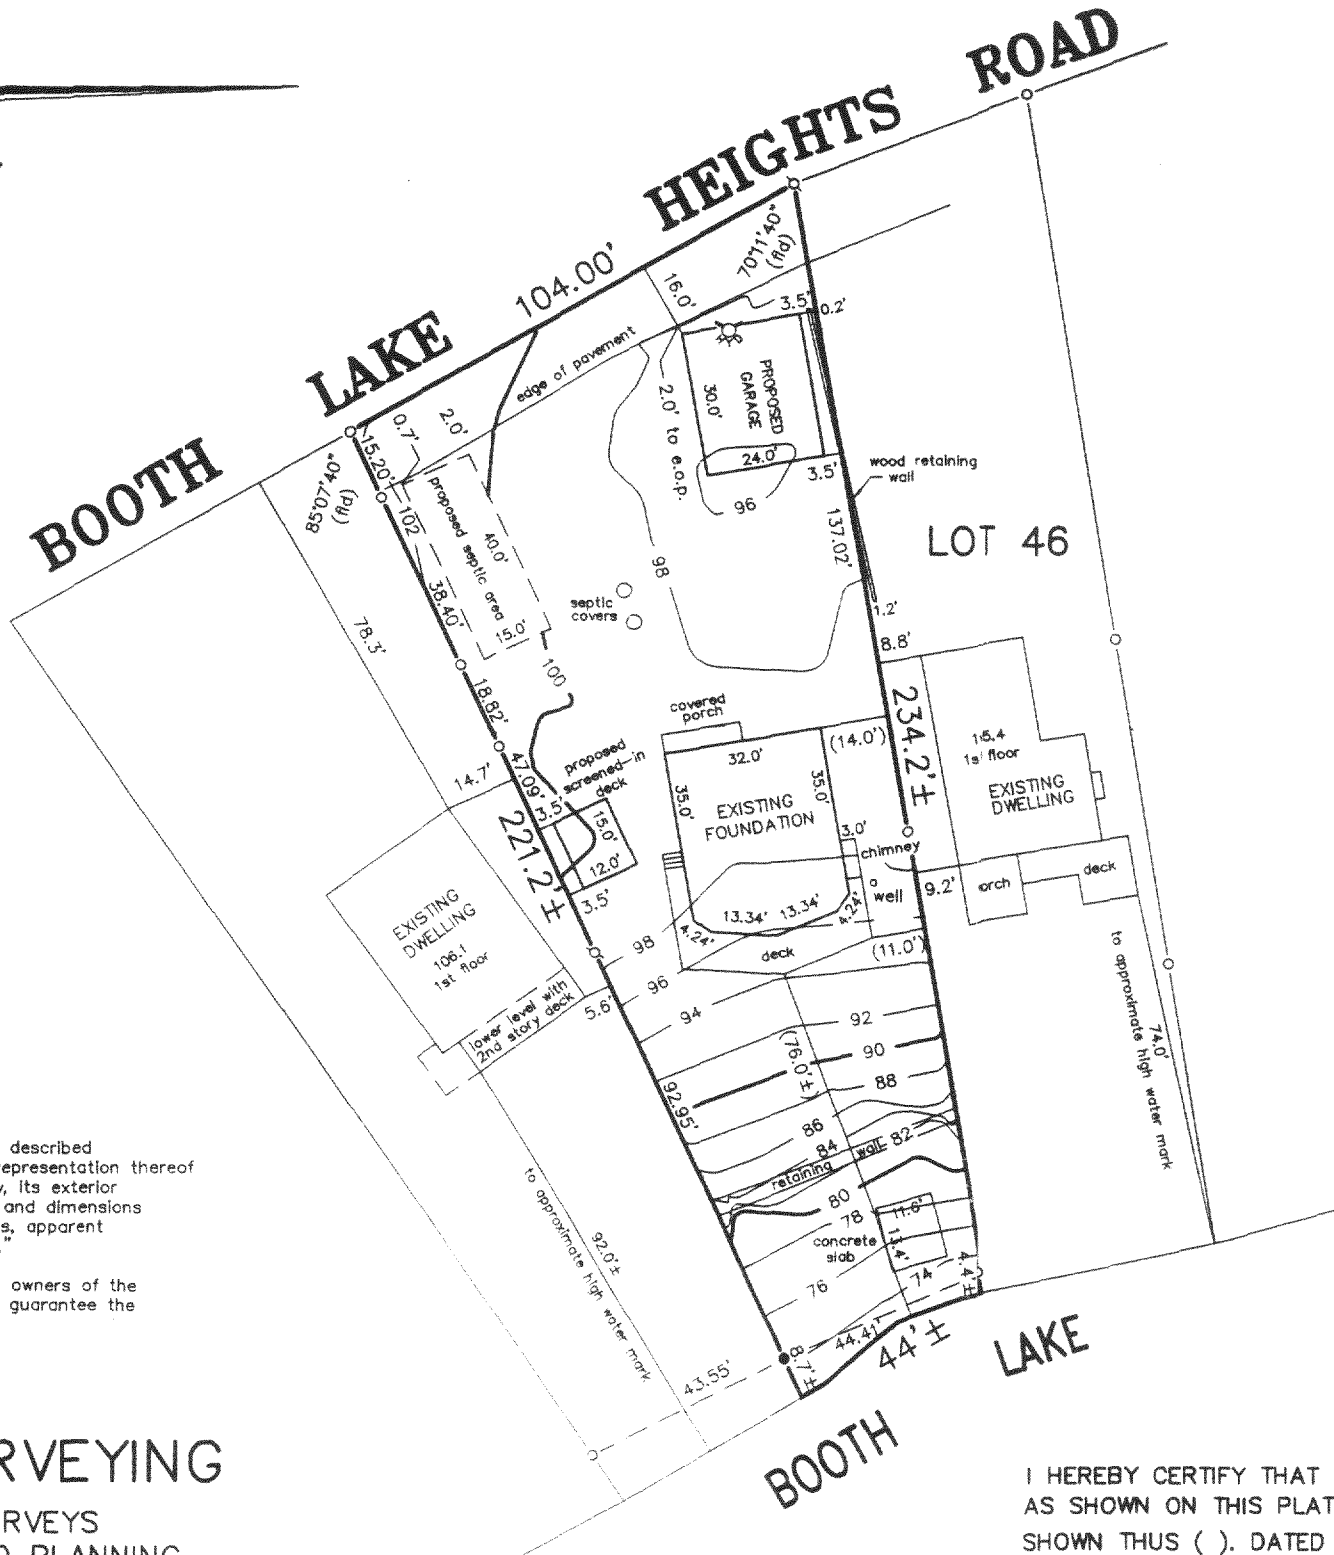 BOOTH LAKE HEIGHTS ROAD
104.00'
16.0'
70°11'40"
(fld)
3.5'
0.2'
edge of pavement
2.0'
0.7'
15.20'
85°07'40"
(fld)
102
38.40'
proposed septic area
40.0'
15.0'
100
78.3'
2.0' to e.o.p.
30.0'
PROPOSED
GARAGE
24.0'
3.5'
96
98
wood retaining
wall
137.02'
LOT 46
septic
covers
1.2'
8.8'
18.82'
covered
porch
234.2'±
(14.0')
32.0'
35.0'
35.0'
EXISTING
FOUNDATION
proposed
screened-in
deck
14.7'
47.09'
3.5'
15.0'
12.0'
3.5'
221.2'±
115.4
1st floor
EXISTING
DWELLING
3.0'
chimney
well
9.2'
orch
deck
13.34'
13.34'
4.24'
4.24'
deck
(11.0')
EXISTING
DWELLING
106.1
1st floor
lower level with
2nd story deck
5.6'
98
96
94
92
90
88
86
84
82
80
78
76
74
(76.0'±)
92.95'
retaining wall
11.6'
13.4'
concrete
slab
4.4'±
74.0'
to approximate high water mark
92.0'±
to approximate high water mark
8.7'±
44.41'
44'±
43.55'
BOOTH LAKE
described
epresentation thereof
, its exterior
and dimensions
s, apparent
."
owners of the
guarantee the
RVEYING
RVEYS
PLANNING
I HEREBY CERTIFY THAT
AS SHOWN ON THIS PLAT
SHOWN THUS ( ). DATED